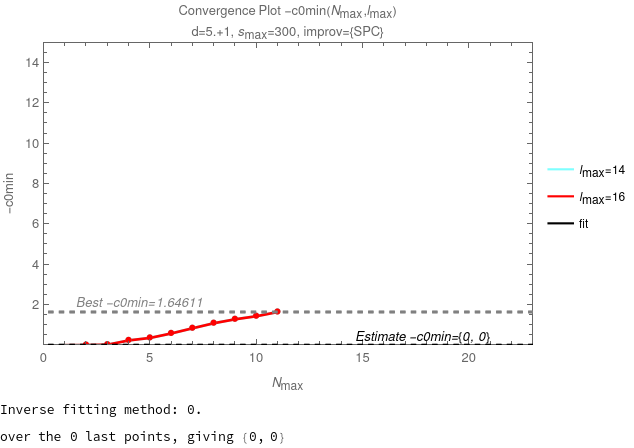 Convergence Plot −c0min(Nmax,lmax)
d=5.+1, smax=300, improv={SPC}
−c0min
14
12
10
8
6
4
2
Best −c0min=1.64611
Estimate −c0min={0, 0}
0
5
10
15
20
Nmax
lmax=14
lmax=16
fit
Inverse fitting method: 0.
over the 0 last points, giving {0, 0}